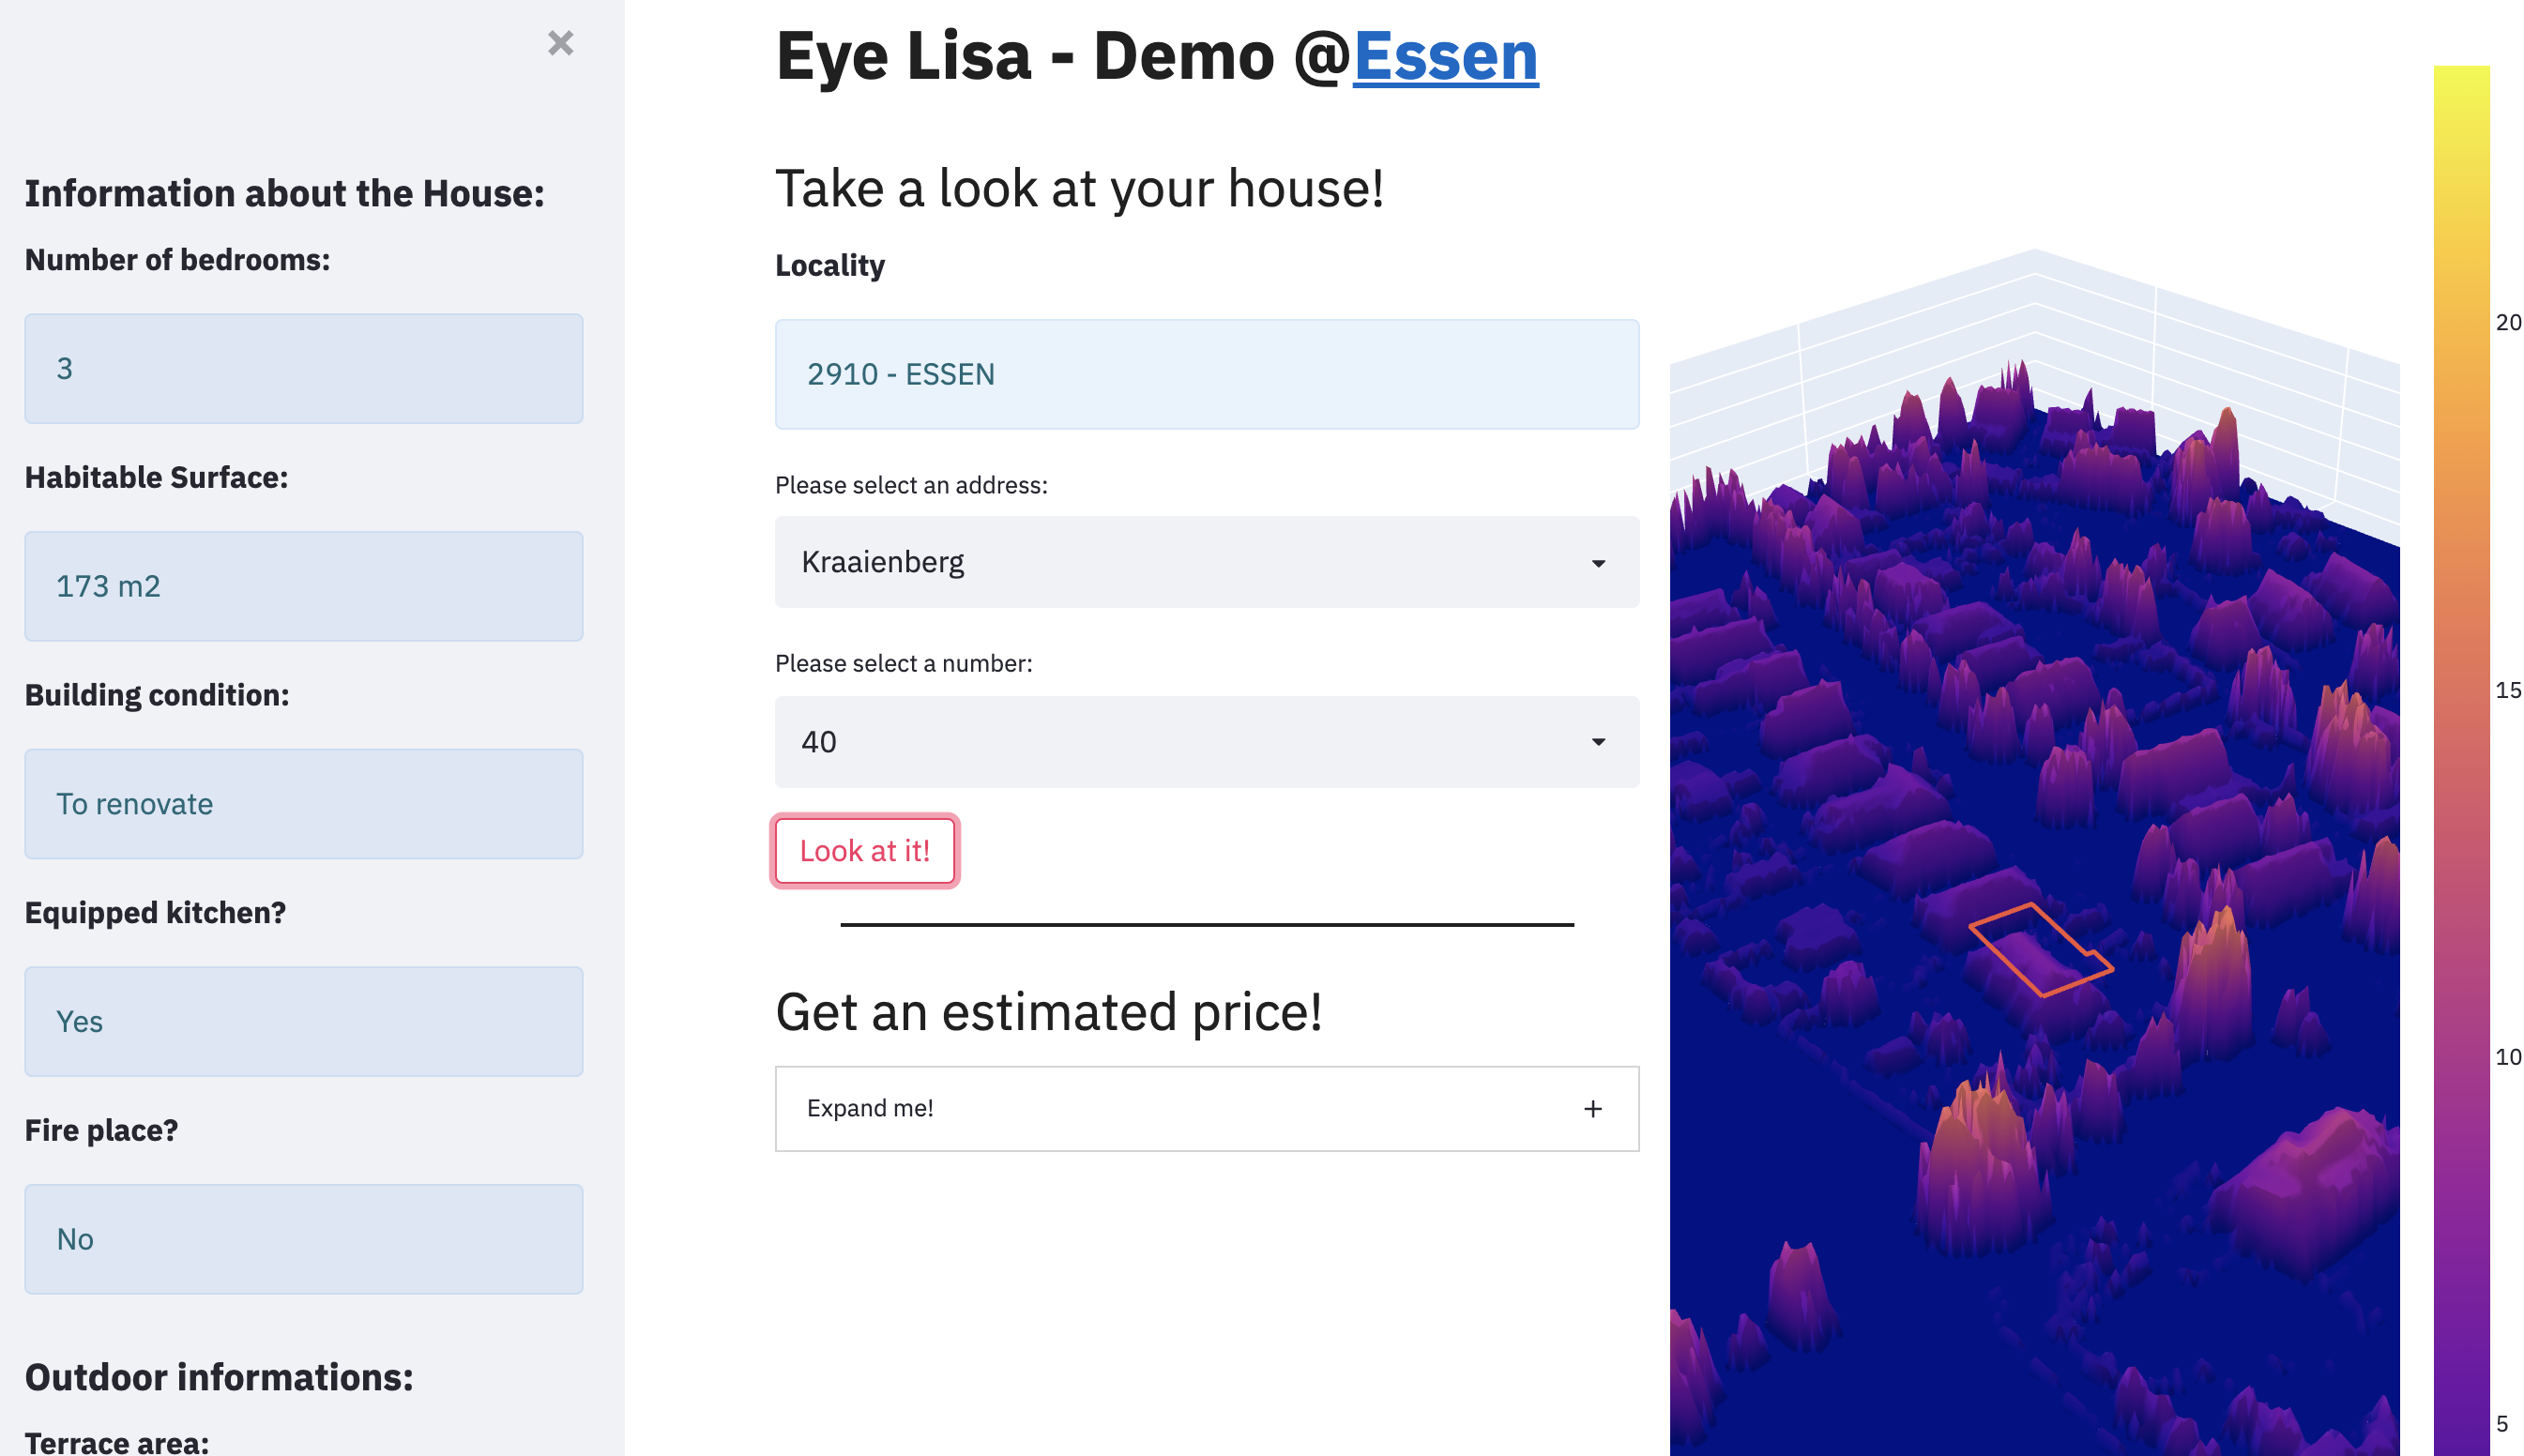 ×
Information about the House:
Number of bedrooms:
3
Habitable Surface:
173 m2
Building condition:
To renovate
Equipped kitchen?
Yes
Fire place?
No
Outdoor informations:
Terrace area:
Eye Lisa - Demo @Essen
Take a look at your house!
Locality
2910 - ESSEN
Please select an address:
Kraaienberg
Please select a number:
40
Look at it!
Get an estimated price!
Expand me!
+
20
15
10
5